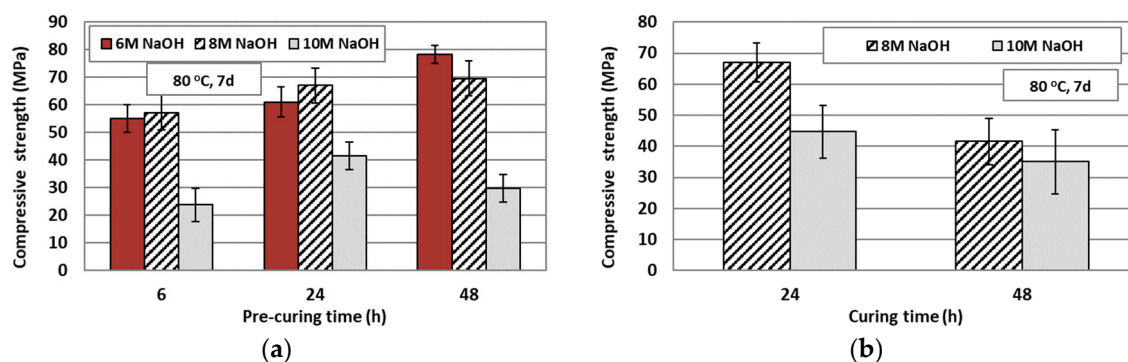 Compressive strength (MPa)
90
80
70
60
50
40
30
20
10
0
6M NaOH 8M NaOH 10M NaOH
80 °C, 7d
6 24 48
Pre-curing time (h)
(a)
Compressive strength (MPa)
80
70
60
50
40
30
20
10
0
8M NaOH 10M NaOH
80 °C, 7d
24 48
Curing time (h)
(b)